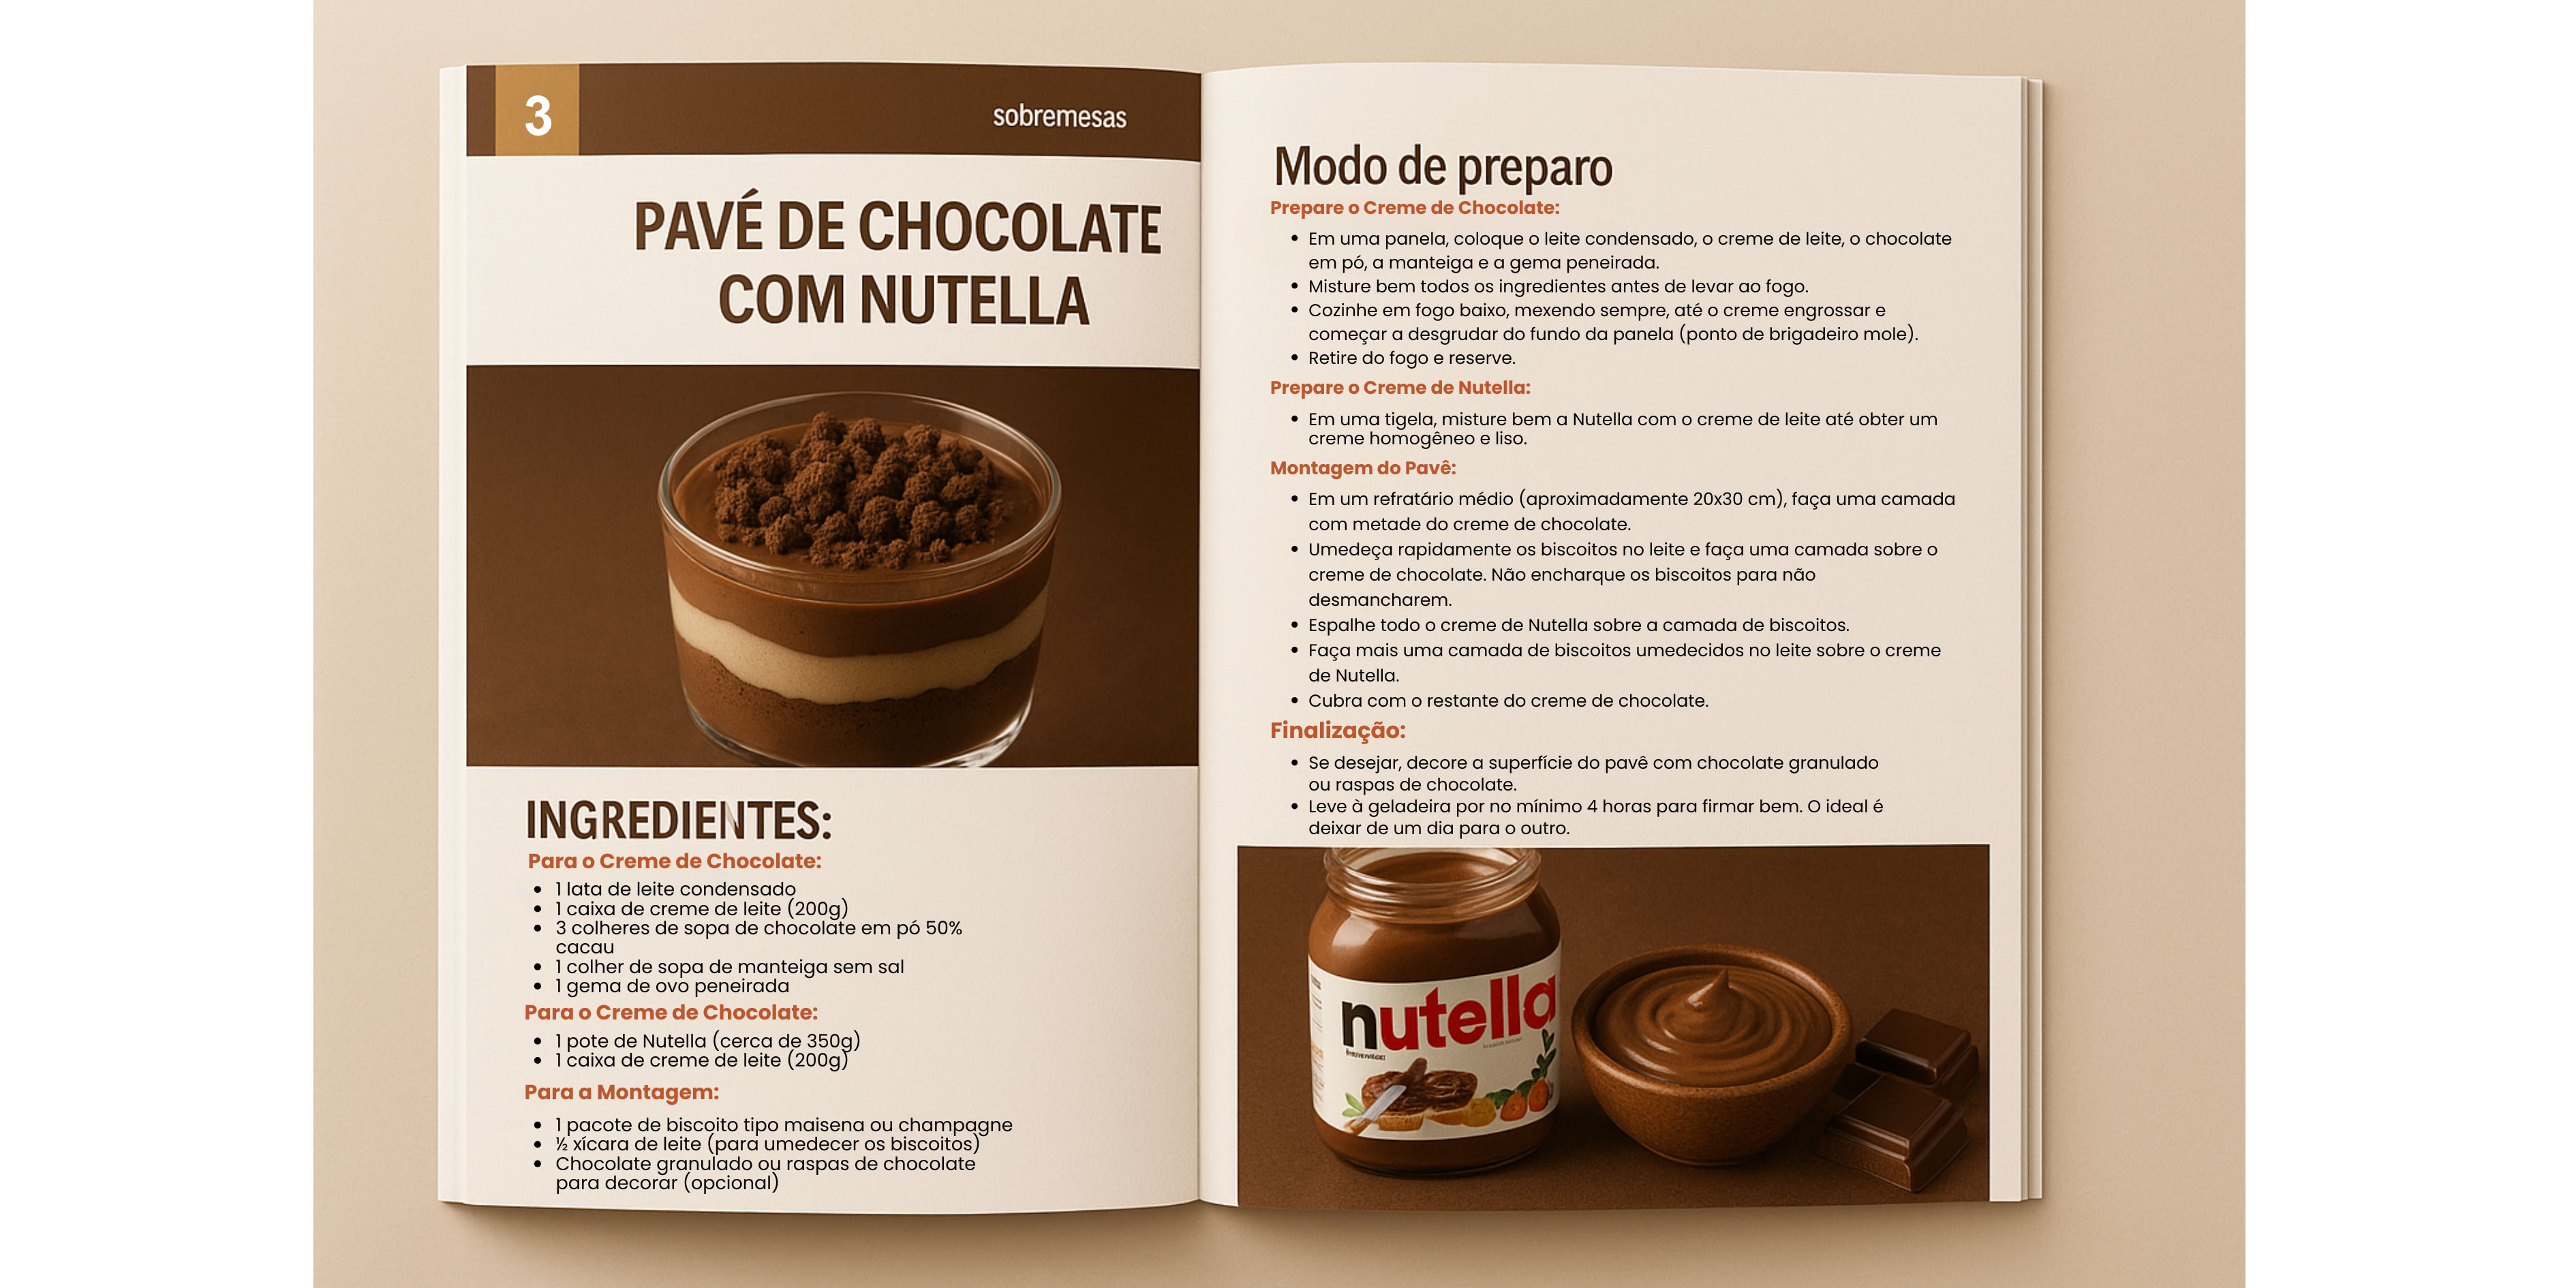 3
sobremesas
PAVÉ DE CHOCOLATE
COM NUTELLA
INGREDIENTES:
Para o Creme de Chocolate:
• 1 lata de leite condensado
• 1 caixa de creme de leite (200g)
• 3 colheres de sopa de chocolate em pó 50%
cacau
• 1 colher de sopa de manteiga sem sal
• 1 gema de ovo peneirada
Para o Creme de Chocolate:
• 1 pote de Nutella (cerca de 350g)
• 1 caixa de creme de leite (200g)
Para a Montagem:
• 1 pacote de biscoito tipo maisena ou champagne
• ½ xícara de leite (para umedecer os biscoitos)
• Chocolate granulado ou raspas de chocolate
para decorar (opcional)
Modo de preparo
Prepare o Creme de Chocolate:
• Em uma panela, coloque o leite condensado, o creme de leite, o chocolate
em pó, a manteiga e a gema peneirada.
• Misture bem todos os ingredientes antes de levar ao fogo.
• Cozinhe em fogo baixo, mexendo sempre, até o creme engrossar e
começar a desgrudar do fundo da panela (ponto de brigadeiro mole).
• Retire do fogo e reserve.
Prepare o Creme de Nutella:
• Em uma tigela, misture bem a Nutella com o creme de leite até obter um
creme homogêneo e liso.
Montagem do Pavê:
• Em um refratário médio (aproximadamente 20x30 cm), faça uma camada
com metade do creme de chocolate.
• Umedeça rapidamente os biscoitos no leite e faça uma camada sobre o
creme de chocolate. Não encharque os biscoitos para não
desmancharem.
• Espalhe todo o creme de Nutella sobre a camada de biscoitos.
• Faça mais uma camada de biscoitos umedecidos no leite sobre o creme
de Nutella.
• Cubra com o restante do creme de chocolate.
Finalização:
• Se desejar, decore a superfície do pavê com chocolate granulado
ou raspas de chocolate.
• Leve à geladeira por no mínimo 4 horas para firmar bem. O ideal é
deixar de um dia para o outro.
nutella